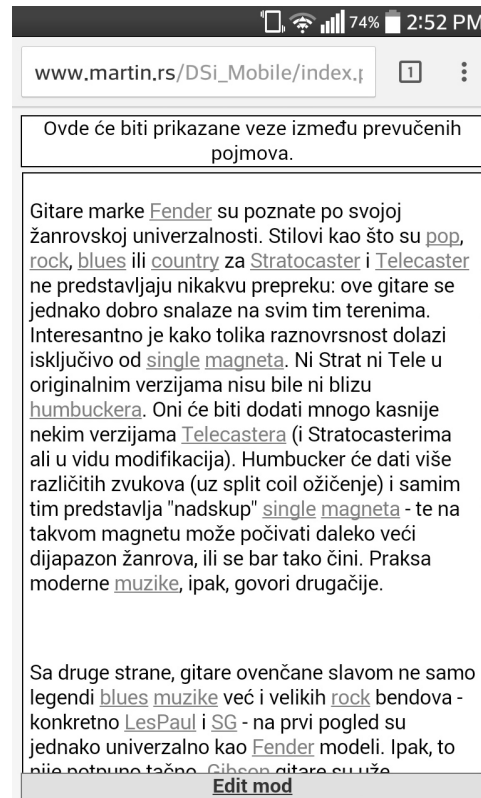 74% 2:52 PM
www.martin.rs/DSi_Mobile/index.p
1
Ovde će biti prikazane veze između prevučenih
pojmova.
Gitare marke Fender su poznate po svojoj
žanrovskoj univerzalnosti. Stilovi kao što su pop,
rock, blues ili country za Stratocaster i Telecaster
ne predstavljaju nikakvu prepreku: ove gitare se
jednako dobro snalaze na svim tim terenima.
Interesantno je kako tolika raznovrsnost dolazi
isključivo od single magneta. Ni Strat ni Tele u
originalnim verzijama nisu bile ni blizu
humbuckera. Oni će biti dodati mnogo kasnije
nekim verzijama Telecastera (i Stratocasterima
ali u vidu modifikacija). Humbucker će dati više
različitih zvukova (uz split coil ožičenje) i samim
tim predstavlja "nadskup" single magneta - te na
takvom magnetu može počivati daleko veći
dijapazon žanrova, ili se bar tako čini. Praksa
moderne muzike, ipak, govori drugačije.
Sa druge strane, gitare ovenčane slavom ne samo
legendi blues muzike već i velikih rock bendova -
konkretno LesPaul i SG - na prvi pogled su
jednako univerzalno kao Fender modeli. Ipak, to
nije potpuno tačno. Gibson gitare su uže
Edit mod